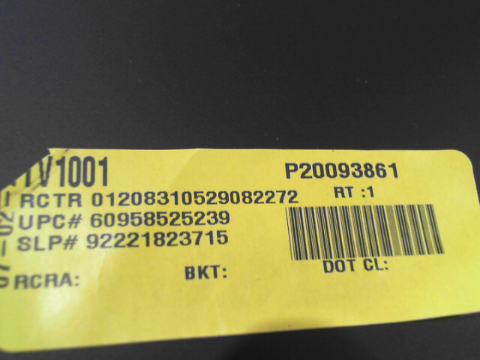 TV1001
P20093861
RCTR 01208310529082272
RT :1
UPC# 60958525239
SLP# 92221823715
RCRA:
BKT:
DOT CL: